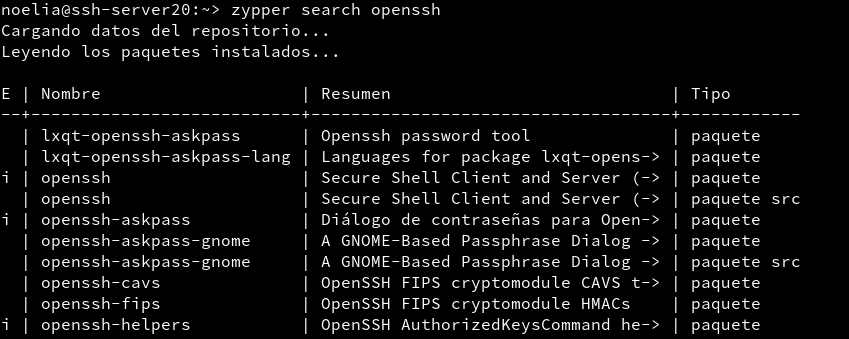 noelia@ssh-server20:~> zypper search openssh
Cargando datos del repositorio...
Leyendo los paquetes instalados...

E | Nombre                    | Resumen                           | Tipo
--+---------------------------+-----------------------------------+------------
  | lxqt-openssh-askpass      | Openssh password tool             | paquete
  | lxqt-openssh-askpass-lang | Languages for package lxqt-opens-> | paquete
i | openssh                   | Secure Shell Client and Server (-> | paquete
  | openssh                   | Secure Shell Client and Server (-> | paquete src
i | openssh-askpass           | Diálogo de contraseñas para Open-> | paquete
  | openssh-askpass-gnome     | A GNOME-Based Passphrase Dialog -> | paquete
  | openssh-askpass-gnome     | A GNOME-Based Passphrase Dialog -> | paquete src
  | openssh-cavs              | OpenSSH FIPS cryptomodule CAVS t-> | paquete
  | openssh-fips              | OpenSSH FIPS cryptomodule HMACs   | paquete
i | openssh-helpers           | OpenSSH AuthorizedKeysCommand he-> | paquete